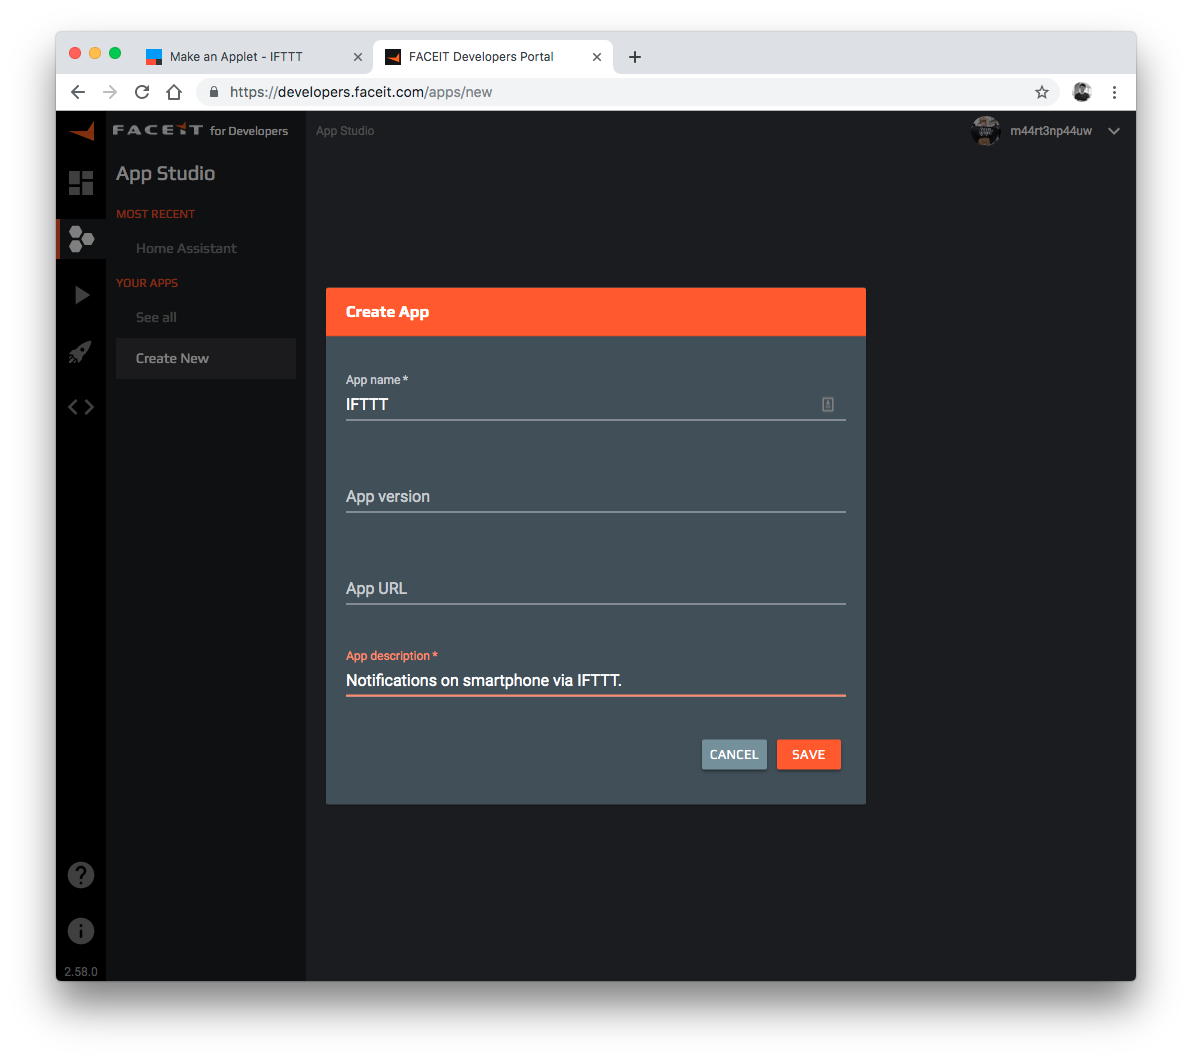 Make an Applet - IFTTT
FACEIT Developers Portal
https://developers.faceit.com/apps/new
FACEIT for Developers
App Studio
m44rt3np44uw
App Studio
MOST RECENT
Home Assistant
YOUR APPS
See all
Create New
Create App
App name *
IFTTT
App version
App URL
App description *
Notifications on smartphone via IFTTT.
CANCEL
SAVE
2.58.0